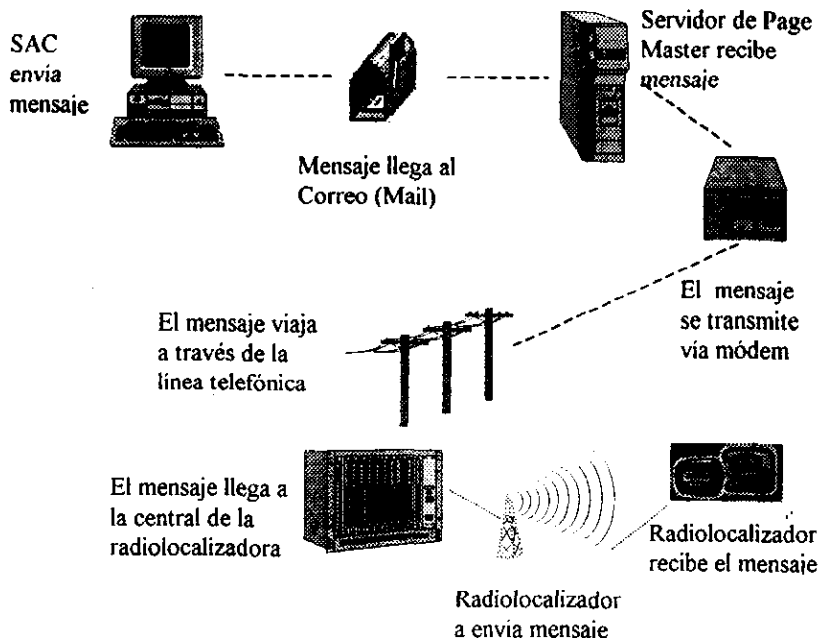 SAC
envía
mensaje
Mensaje llega al
Correo (Mail)
Servidor de Page
Master recibe
mensaje
El mensaje
se transmite
vía módem
El mensaje viaja
a través de la
línea telefónica
El mensaje llega a
la central de la
radiolocalizadora
Radiolocalizador
a envía mensaje
Radiolocalizador
recibe el mensaje